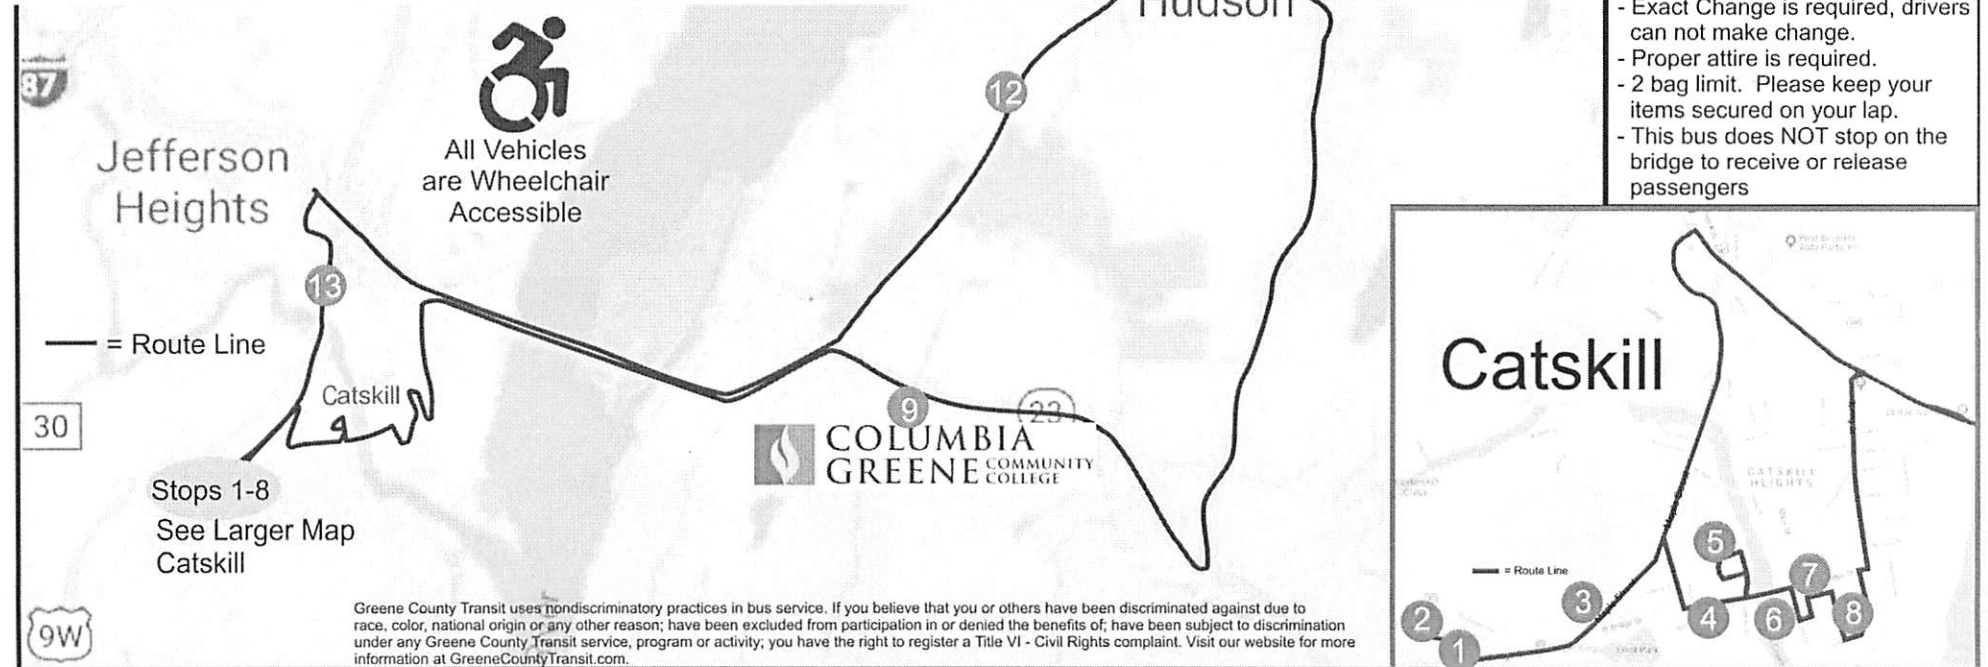 Hudson
- Exact Change is required, drivers
can not make change.
- Proper attire is required.
- 2 bag limit. Please keep your
items secured on your lap.
- This bus does NOT stop on the
bridge to receive or release
passengers
87
12
All Vehicles
are Wheelchair
Accessible
Jefferson
Heights
13
= Route Line
Catskill
30
9
23
COLUMBIA
GREENE COMMUNITY
COLLEGE
Stops 1-8
See Larger Map
Catskill
9W
Greene County Transit uses nondiscriminatory practices in bus service. If you believe that you or others have been discriminated against due to
race, color, national origin or any other reason; have been excluded from participation in or denied the benefits of; have been subject to discrimination
under any Greene County Transit service, program or activity; you have the right to register a Title VI - Civil Rights complaint. Visit our website for more
information at GreeneCountyTransit.com.
Catskill
CATSKILL
HEIGHTS
= Route Line
5
7
3
2
4
6
8
1